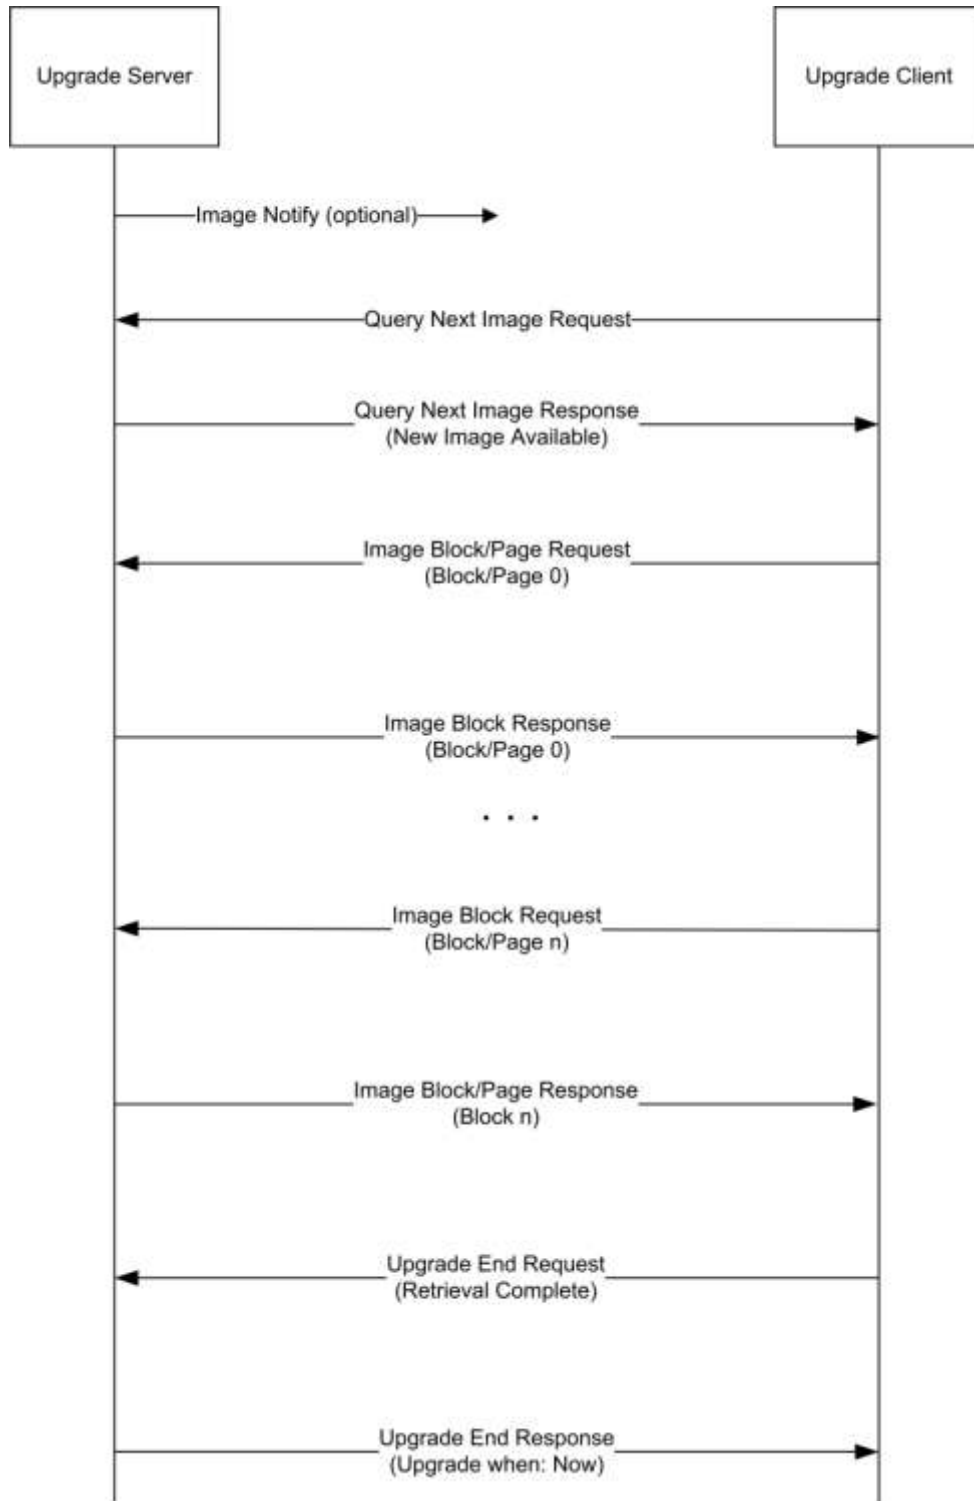 Upgrade Server
Upgrade Client
Image Notify (optional)
Query Next Image Request
Query Next Image Response
(New Image Available)
Image Block/Page Request
(Block/Page 0)
Image Block Response
(Block/Page 0)
. . .
Image Block Request
(Block/Page n)
Image Block/Page Response
(Block n)
Upgrade End Request
(Retrieval Complete)
Upgrade End Response
(Upgrade when: Now)